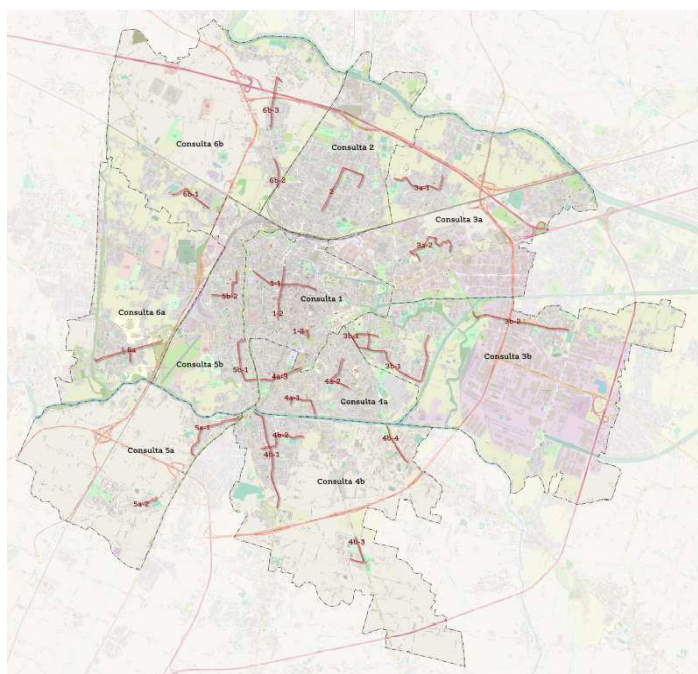 6b-3
Consulta 6b
Consulta 2
6b-2
6b-1
2
3a-1
Consulta 3a
3a-2
1-1
5b-2
Consulta 1
1-2
Consulta 6a
1-3
3b-2
3b-3
Consulta 3b
6a
Consulta 5b
5b-1
4a-3
4a-2
3b-1
4a-1
Consulta 4a
5a-1
4b-2
4b-4
4b-1
Consulta 5a
Consulta 4b
5a-2
4b-3